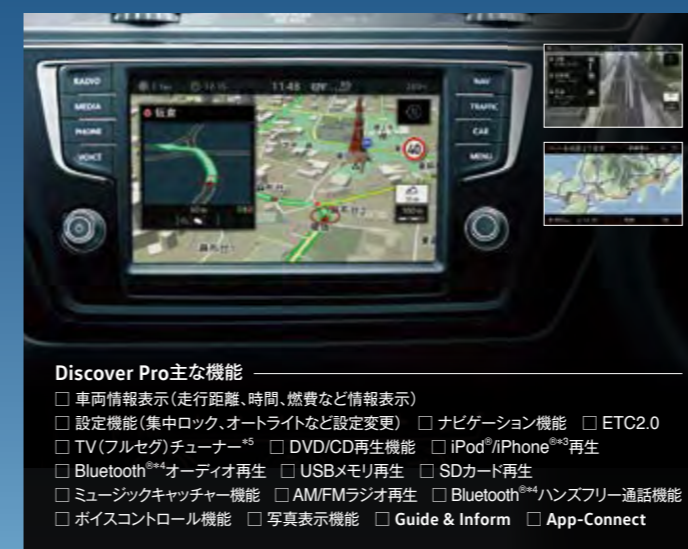 RADIO
MEDIA
PHONE
VOICE
NAV
TRAFFIC
CAR
MENU
11:48
40
麻布台1
Discover Pro主な機能
□ 車両情報表示（走行距離、時間、燃費など情報表示）
□ 設定機能（集中ロック、オートライトなど設定変更） □ ナビゲーション機能 □ ETC2.0
□ TV（フルセグ）チューナー*5 □ DVD/CD再生機能 □ iPod®/iPhone®*3再生
□ Bluetooth®*4オーディオ再生 □ USBメモリ再生 □ SDカード再生
□ ミュージックキャッチャー機能 □ AM/FMラジオ再生 □ Bluetooth®*4ハンズフリー通話機能
□ ボイスコントロール機能 □ 写真表示機能 □ Guide & Inform □ App-Connect